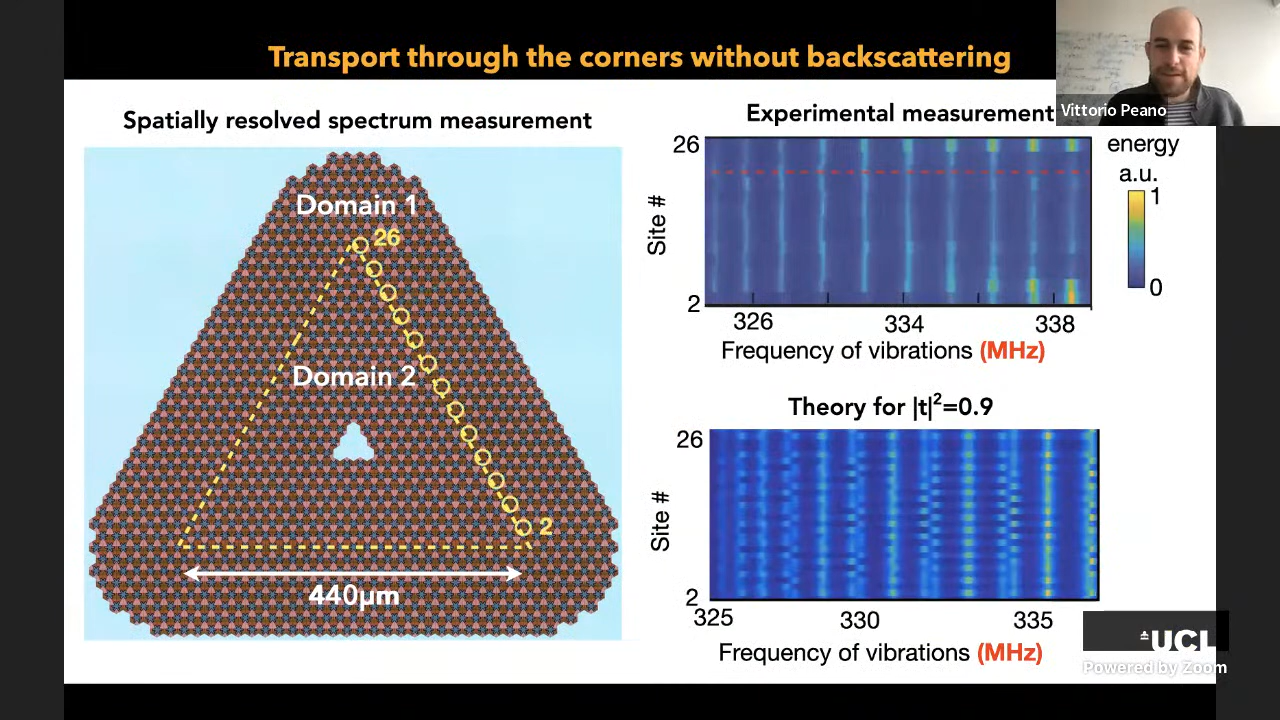 Transport through the corners without backscattering
Vittorio Peano
Spatially resolved spectrum measurement
Domain 1
26
Domain 2
2
440μm
Experimental measurement
energy
a.u.
1
0
26
Site #
2
326
334
338
Frequency of vibrations (MHz)
Theory for |t|²=0.9
26
Site #
2
325
330
335
Frequency of vibrations (MHz)
UCL
Powered by Zoom